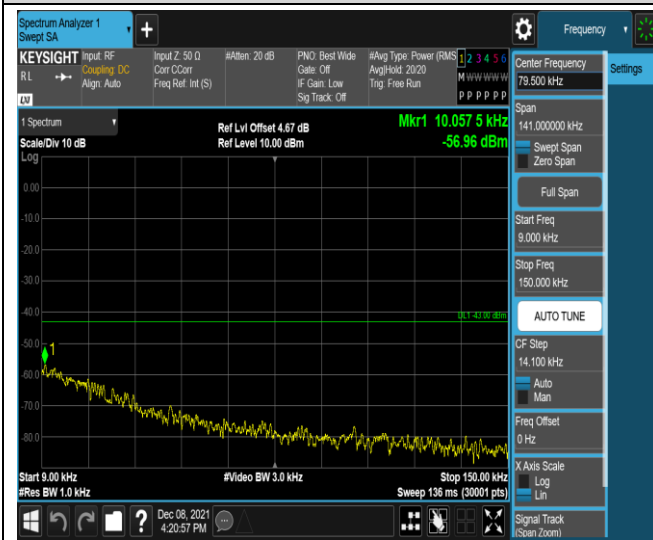 Spectrum Analyzer 1
Swept SA
+
Frequency
KEYSIGHT
RL
LXI
Input: RF
Coupling: DC
Align: Auto
Input Z: 50 Ω
Corr CCorr
Freq Ref: Int (S)
#Atten: 20 dB
PNO: Best Wide
Gate: Off
IF Gain: Low
Sig Track: Off
#Avg Type: Power (RMS
Avg|Hold: 20/20
Trig: Free Run
1 2 3 4 5 6
M W W W W W
P P P P P P
Center Frequency
79.500 kHz
Settings
Span
141.000000 kHz
Swept Span
Zero Span
Full Span
Start Freq
9.000 kHz
Stop Freq
150.000 kHz
AUTO TUNE
CF Step
14.100 kHz
Auto
Man
Freq Offset
0 Hz
X Axis Scale
Log
Lin
Signal Track
(Span Zoom)
1 Spectrum
Scale/Div 10 dB
Ref Lvl Offset 4.67 dB
Ref Level 10.00 dBm
Mkr1 10.057 5 kHz
-56.96 dBm
Log
0.00
-10.0
-20.0
-30.0
-40.0
DL1 -43.00 dBm
-50.0
1
-60.0
-70.0
-80.0
Start 9.00 kHz
#Video BW 3.0 kHz
Stop 150.00 kHz
#Res BW 1.0 kHz
Sweep 136 ms (30001 pts)
?
Dec 08, 2021
4:20:57 PM